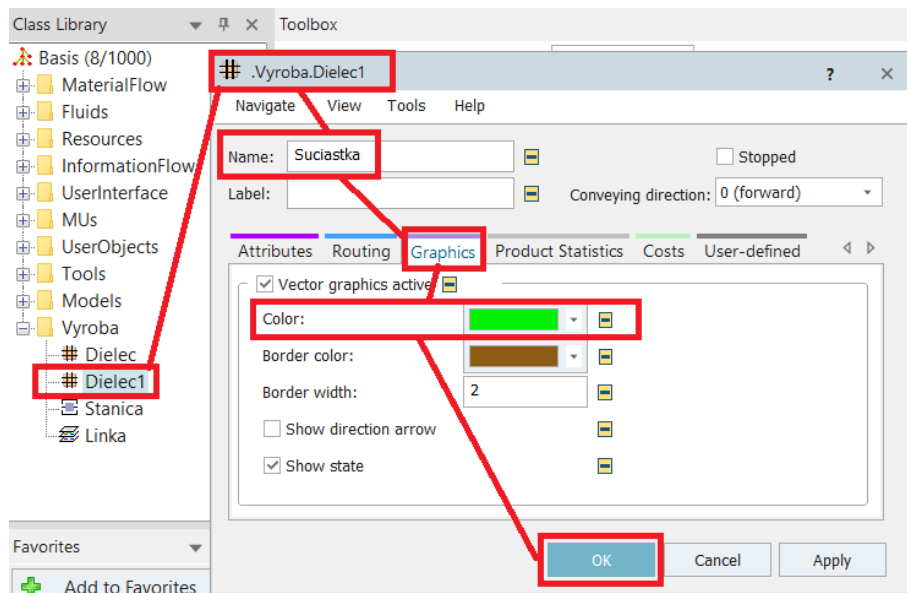 Class Library
Toolbox
Basis (8/1000)
MaterialFlow
Fluids
Resources
InformationFlow
UserInterface
MUs
UserObjects
Tools
Models
Vyroba
Dielec
Dielec1
Stanica
Linka
Favorites
Add to Favorites
.Vyroba.Dielec1 ? ×
Navigate View Tools Help
Name: Suciastka Stopped
Label: Conveying direction: 0 (forward)
Attributes Routing Graphics Product Statistics Costs User-defined
Vector graphics active
Color:
Border color:
Border width: 2
Show direction arrow
Show state
OK Cancel Apply